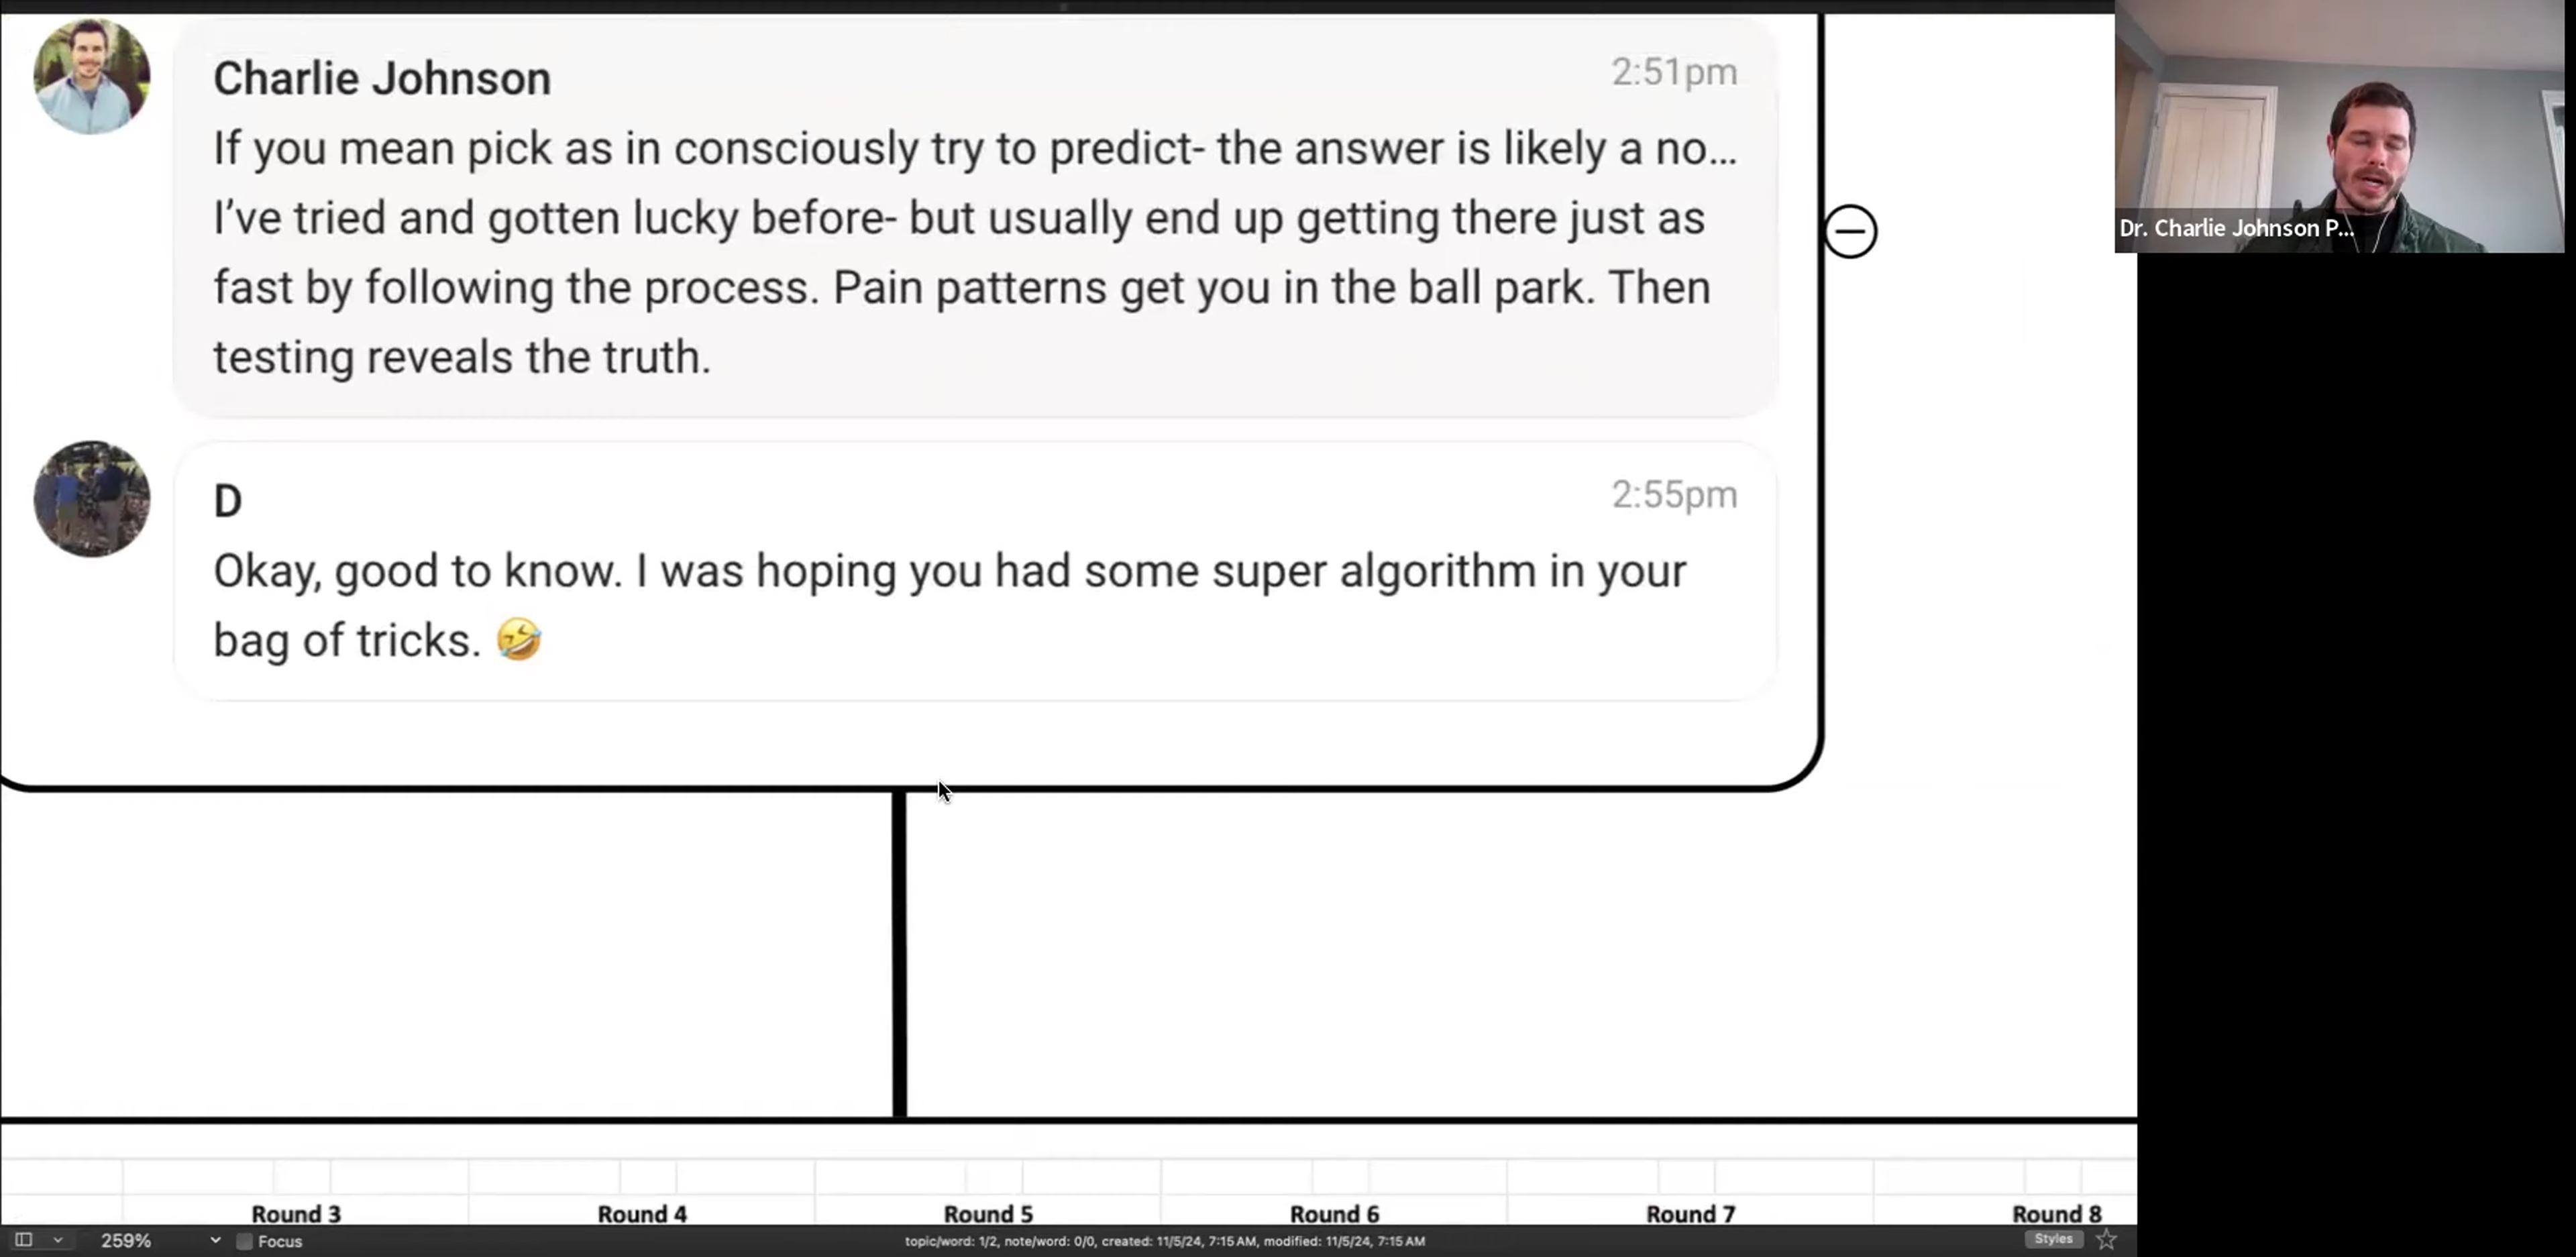 Charlie Johnson
2:51pm
If you mean pick as in consciously try to predict- the answer is likely a no...
I've tried and gotten lucky before- but usually end up getting there just as
fast by following the process. Pain patterns get you in the ball park. Then
testing reveals the truth.
D
2:55pm
Okay, good to know. I was hoping you had some super algorithm in your
bag of tricks. 🤣
Dr. Charlie Johnson P...
Round 3
Round 4
Round 5
Round 6
Round 7
Round 8
259%
Focus
topic/word: 1/2, note/word: 0/0, created: 11/5/24, 7:15 AM, modified: 11/5/24, 7:15 AM
Styles